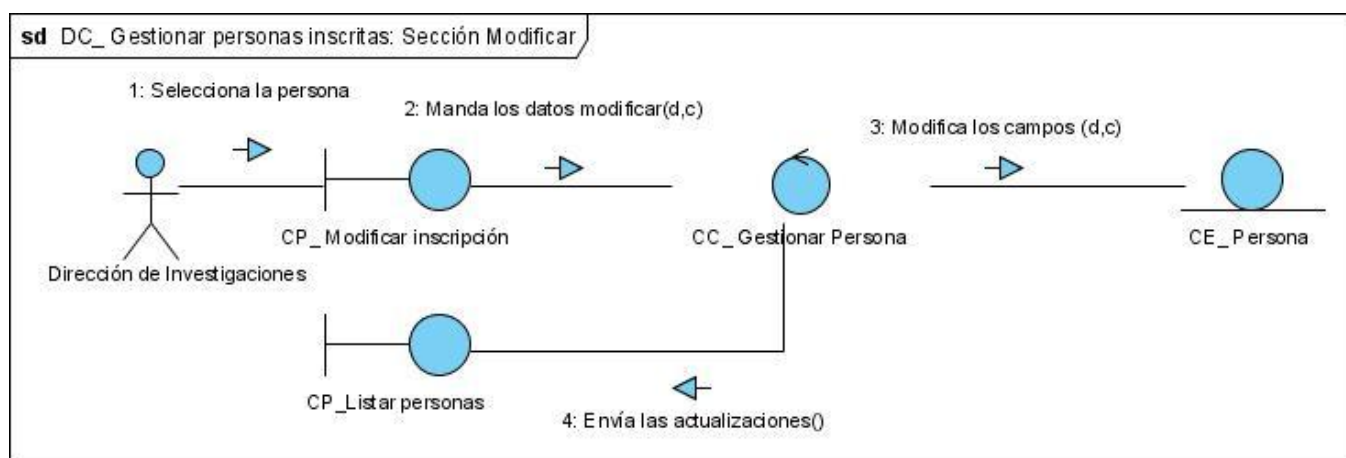 sd DC_ Gestionar personas inscritas: Sección Modificar
1: Selecciona la persona
2: Manda los datos modificar(d,c)
3: Modifica los campos (d,c)
CP_ Modificar inscripción
CC_ Gestionar Persona
CE_ Persona
Dirección de Investigaciones
CP_Listar personas
4: Envía las actualizaciones()